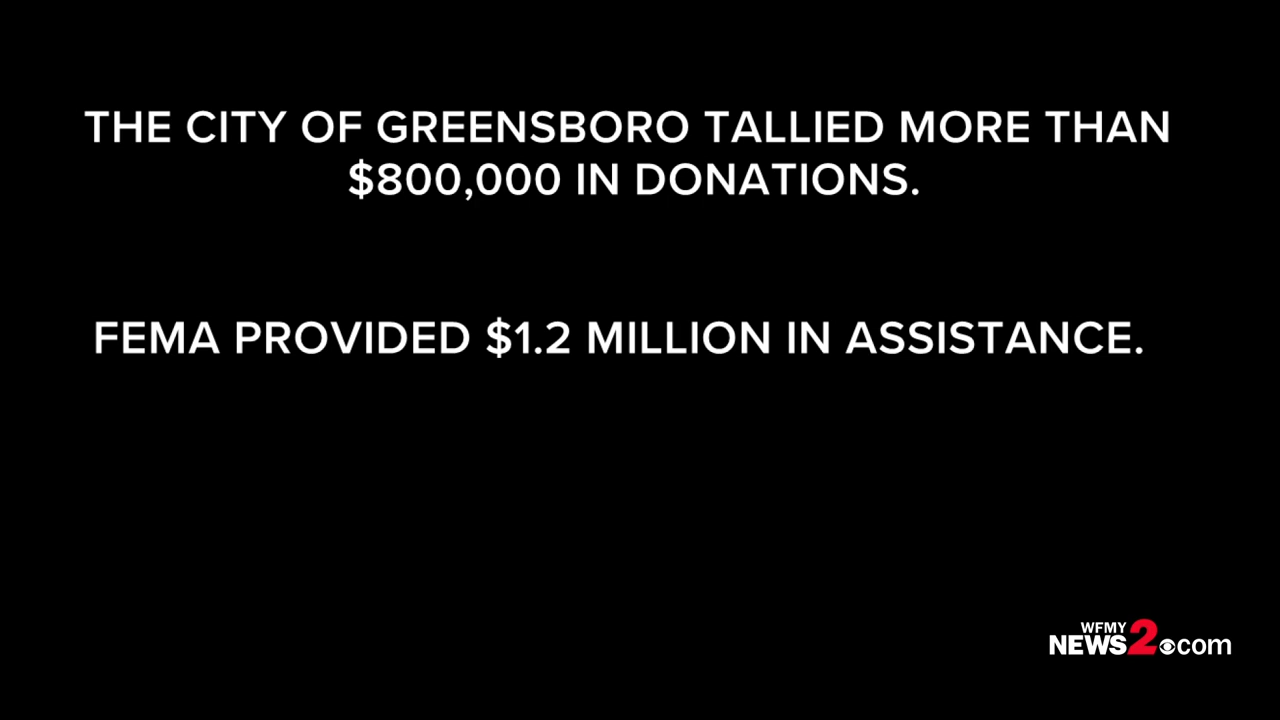 THE CITY OF GREENSBORO TALLIED MORE THAN
$800,000 IN DONATIONS.
FEMA PROVIDED $1.2 MILLION IN ASSISTANCE.
WFMY
NEWS2.com